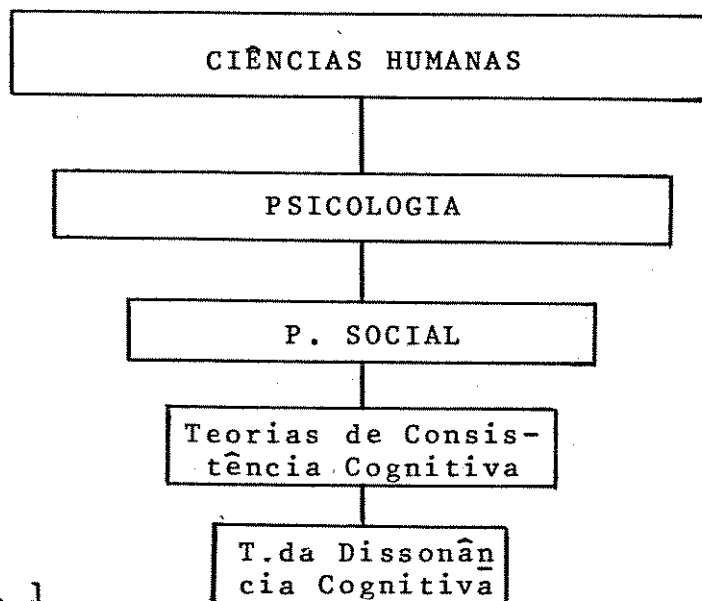 CIÊNCIAS HUMANAS
PSICOLOGIA
P. SOCIAL
Teorias de Consis-
tência Cognitiva
T.da Dissonân
cia Cognitiva